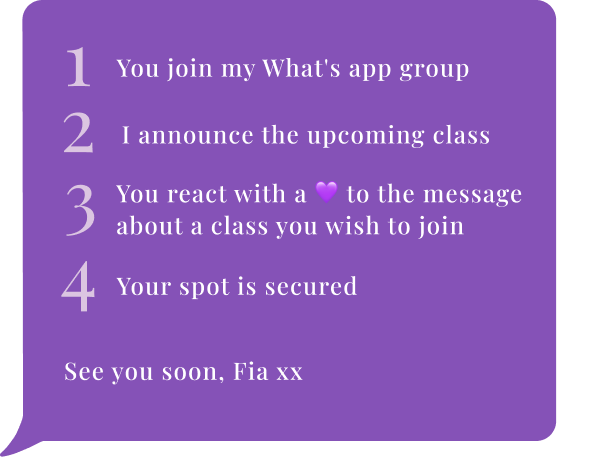 1 You join my What's app group
2 I announce the upcoming class
3 You react with a 💜 to the message
about a class you wish to join
4 Your spot is secured
See you soon, Fia xx